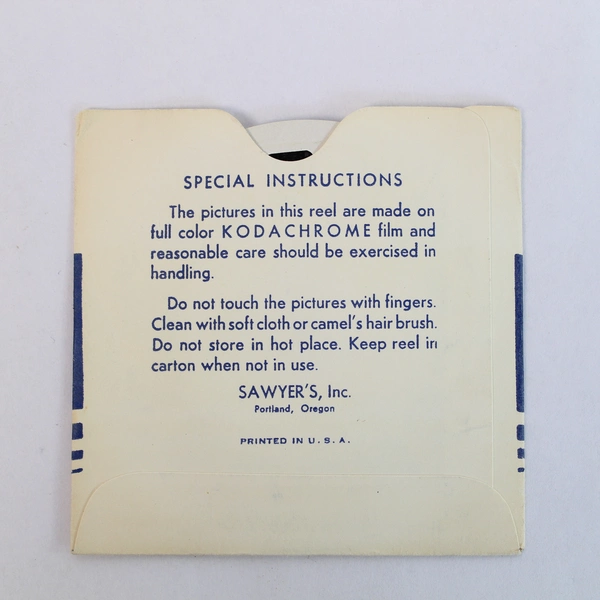 SPECIAL INSTRUCTIONS
The pictures in this reel are made on
full color KODACHROME film and
reasonable care should be exercised in
handling.
Do not touch the pictures with fingers.
Clean with soft cloth or camel's hair brush.
Do not store in hot place. Keep reel in
carton when not in use.
SAWYER'S, Inc.
Portland, Oregon
PRINTED IN U. S. A.